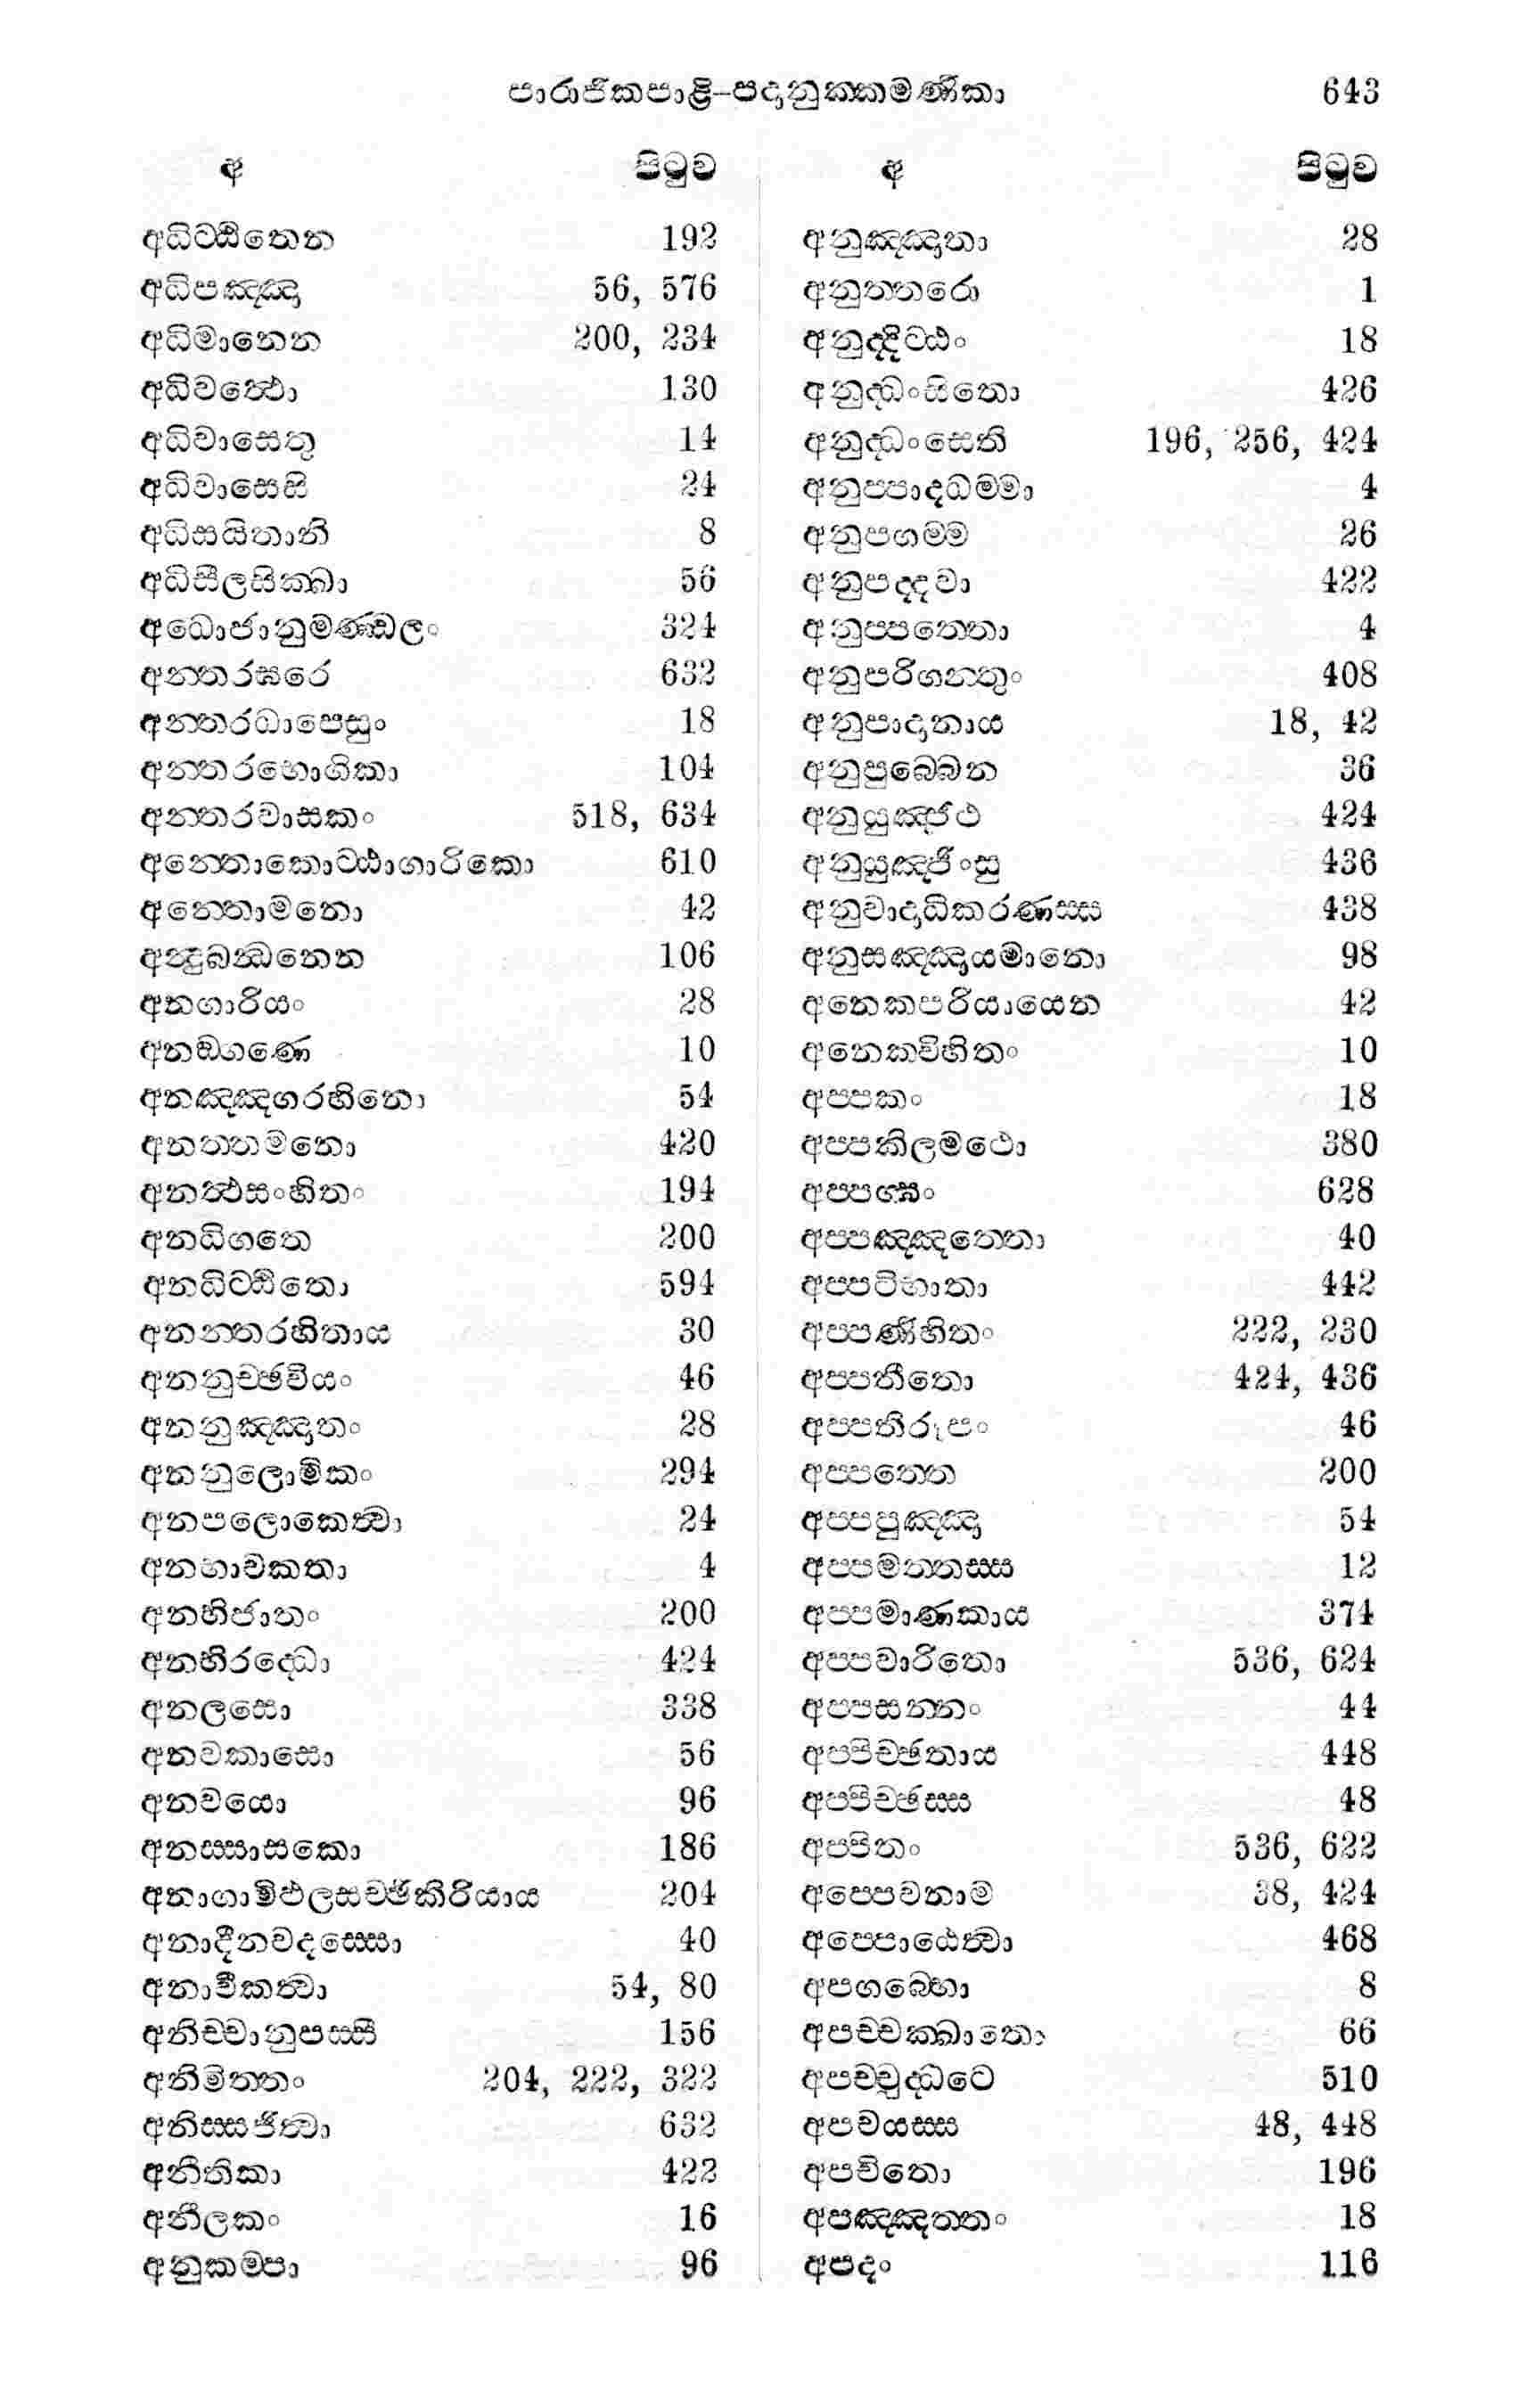 පාරාජිකපාළි–පදානුක්කමණිකා 643
අ පිටුව
අධිට්ඨිතෙන 192
අධිපඤ්ඤා 56, 576
අධිමානෙන 200, 234
අධිවත්ථො 130
අධිවාසෙතු 14
අධිවාසෙසි 24
අධිසයිතානි 8
අධිසීලසික්ඛා 56
අධොජානුමණ්ඩලං 324
අන්තරඝරෙ 632
අන්තරධාපෙසුං 18
අන්තරභොගිකා 104
අන්තරවාසකං 518, 634
අන්තොකොට්ඨාගාරිකො 610
අන්තොමනො 42
අන්දුබන්ධනෙන 106
අනගාරියං 28
අනඞ්ගණෙ 10
අනඤ්ඤගරහිනො 54
අනත්තමනො 420
අනත්ථසංහිතං 194
අනධිගතෙ 200
අනධිට්ඨිතො 594
අනන්තරහිතාය 30
අනනුච්ඡවියං 46
අනනුඤ්ඤාතං 28
අනනුලොමිකං 294
අනපලොකෙත්වා 24
අනභාවකතා 4
අනභිජාතං 200
අනභිරද්ධො 424
අනලසො 338
අනවකාසො 56
අනවයො 96
අනස්සාසකො 186
අනාගාමිඵලසච්ඡිකිරියාය 204
අනාදීනවදස්සො 40
අනාවීකත්වා 54, 80
අනිච්චානුපස්සී 156
අනිමිත්තං 204, 222, 322
අනිස්සජිත්වා 632
අනීතිකා 422
අනීලකං 16
අනුකම්පා 96
අ පිටුව
අනුඤ්ඤාතා 28
අනුත්තරො 1
අනුද්දිට්ඨං 18
අනුද්ධංසිතො 426
අනුද්ධංසෙති 196, 256, 424
අනුප්පාදධම්මා 4
අනුපගම්ම 26
අනුපද්දවා 422
අනුප්පත්තො 4
අනුපරිගන්තුං 408
අනුපාදානාය 18, 42
අනුපුබ්බෙන 36
අනුයුඤ්ජථ 424
අනුයුඤ්ජිංසු 436
අනුවාදාධිකරණස්ස 438
අනුසඤ්ඤායමානො 98
අනෙකපරියායෙන 42
අනෙකවිහිතං 10
අප්පකං 18
අප්පකිලමථො 380
අප්පග්ඝං 628
අප්පඤ්ඤත්තො 40
අප්පටිභානා 442
අප්පණිහිතං 222, 230
අප්පතීතො 424, 436
අප්පතිරූපං 46
අප්පත්තෙ 200
අප්පපුඤ්ඤා 54
අප්පමත්තස්ස 12
අප්පමාණකාය 374
අප්පවාරිතො 536, 624
අප්පසන්නං 44
අප්පිච්ඡතාය 448
අප්පිච්ඡස්ස 48
අප්පිතං 536, 622
අප්පෙවනාම 38, 424
අප්පොඨෙත්වා 468
අපගබ්භො 8
අපච්චක්ඛාතො 66
අපච්චුද්ධටෙ 510
අපචයස්ස 48, 448
අපචිතො 196
අපඤ්ඤත්තං 18
අපදං 116